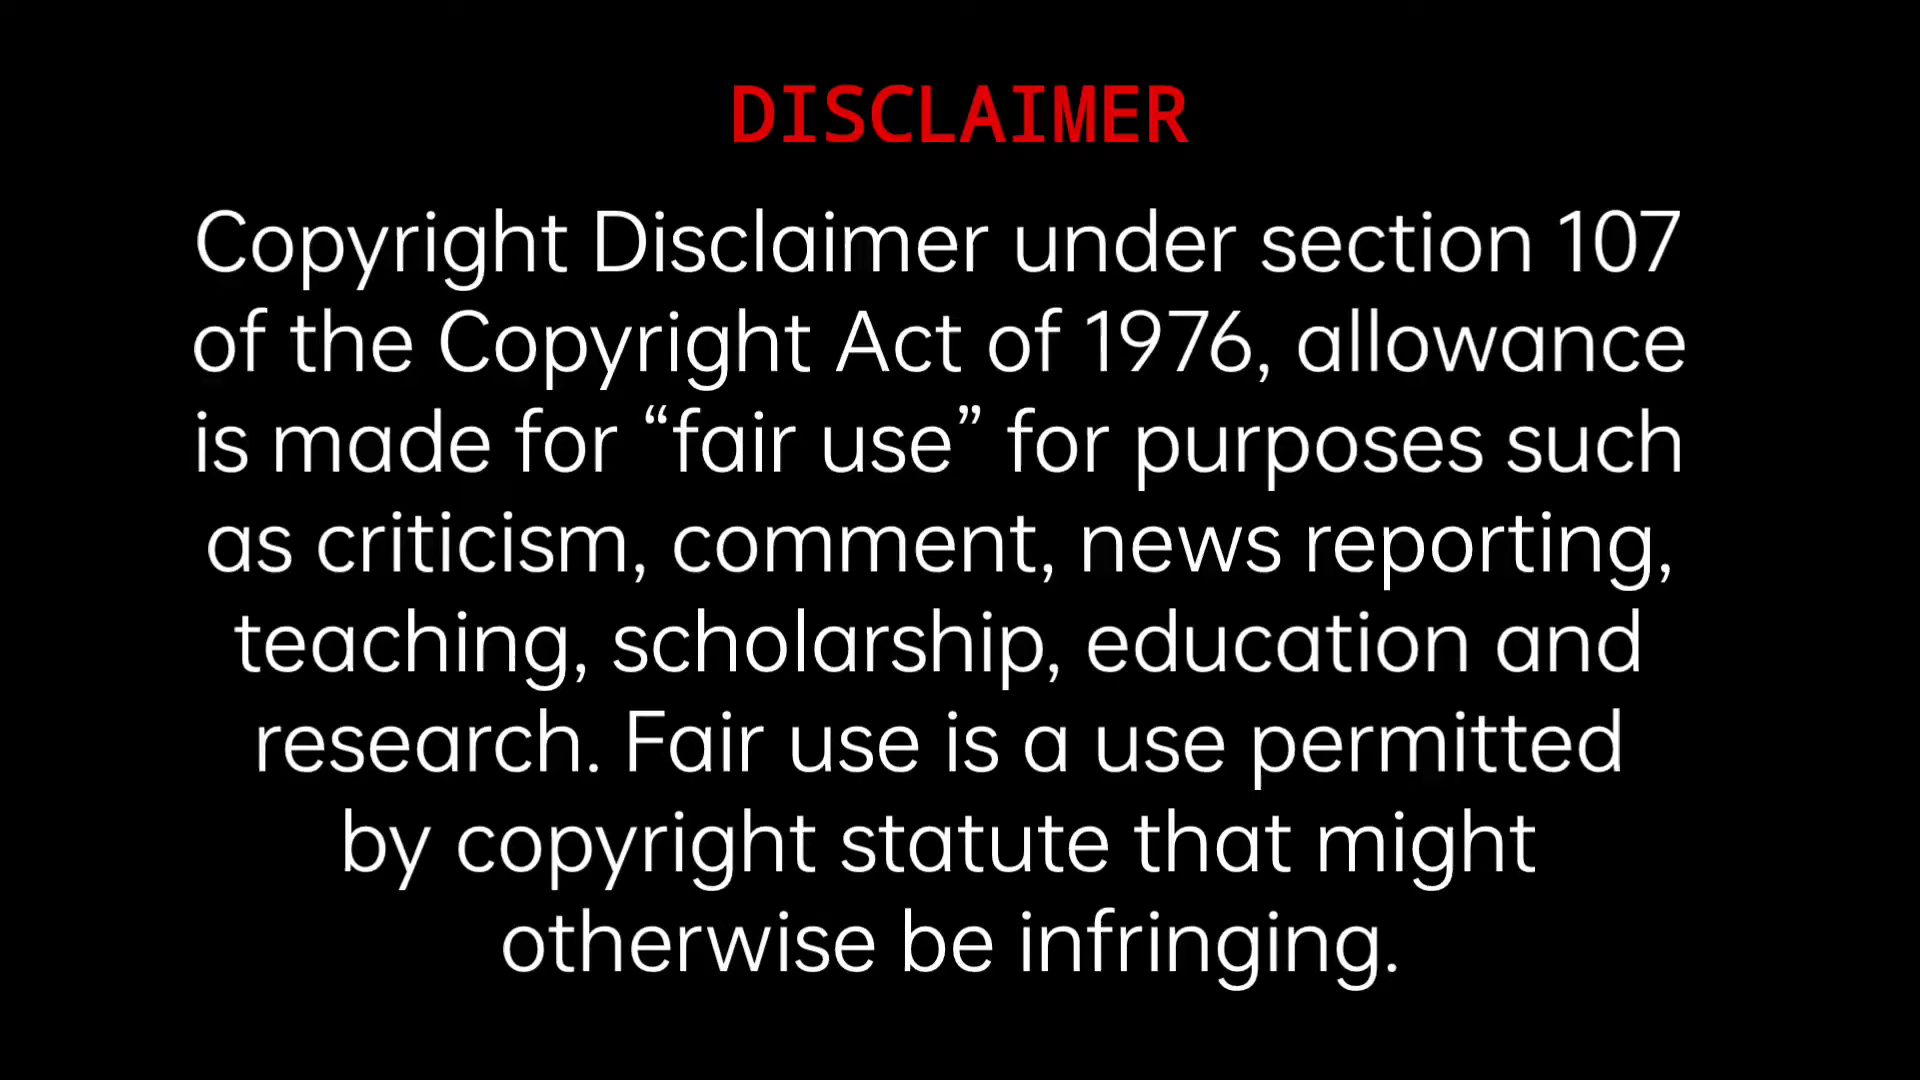 DISCLAIMER
Copyright Disclaimer under section 107
of the Copyright Act of 1976, allowance
is made for “fair use” for purposes such
as criticism, comment, news reporting,
teaching, scholarship, education and
research. Fair use is a use permitted
by copyright statute that might
otherwise be infringing.